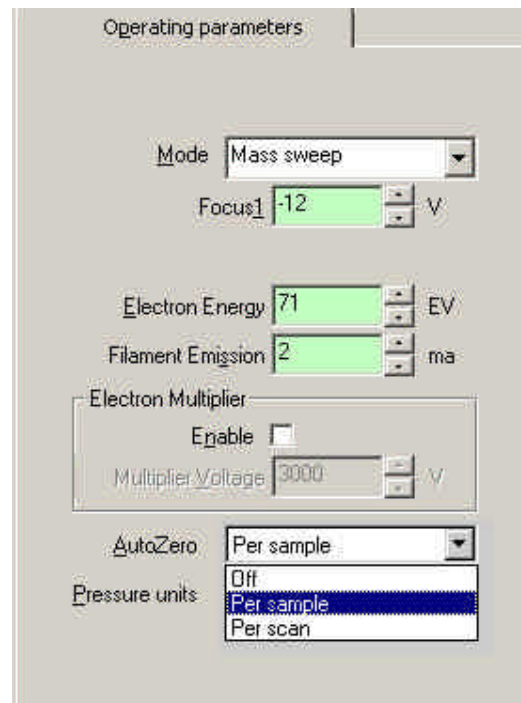 Operating parameters
Mode Mass sweep
Focus1 -12 V
Electron Energy 71 EV
Filament Emission 2 ma
Electron Multiplier
Enable
Multiplier Voltage 3000 V
AutoZero Per sample
Off
Pressure units Per sample
Per scan